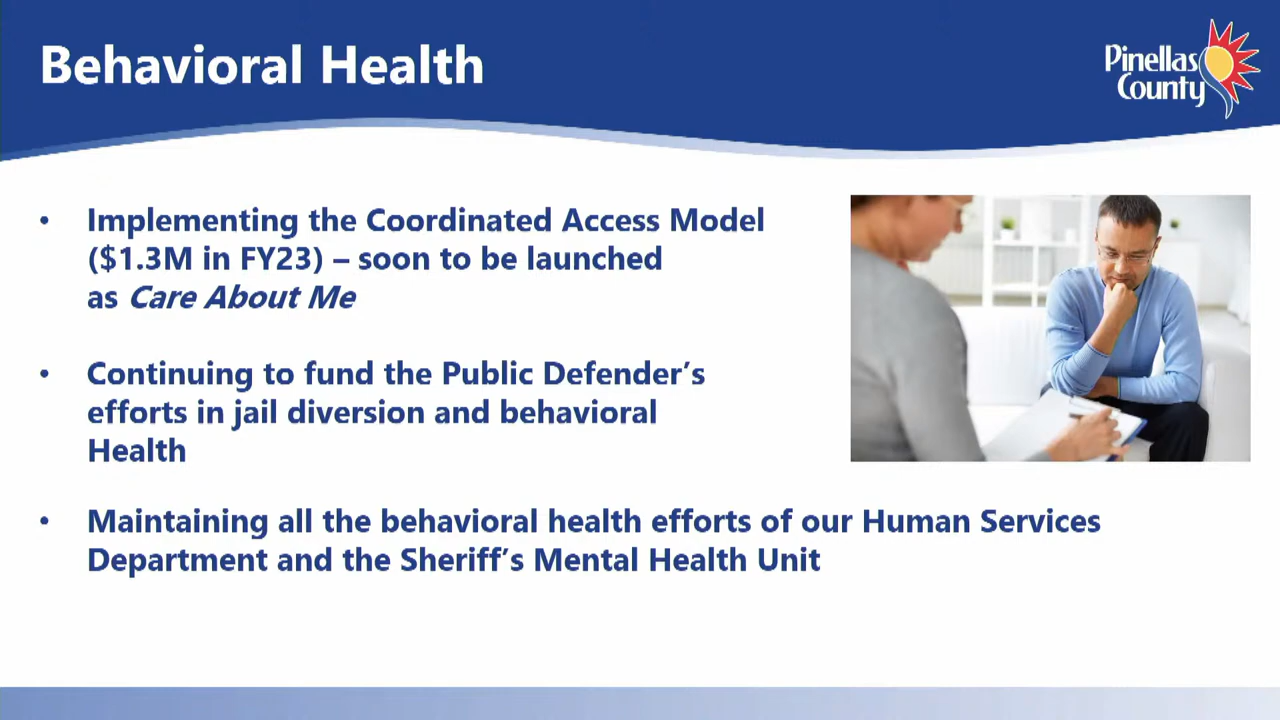 Behavioral Health
Pinellas
County
• Implementing the Coordinated Access Model
($1.3M in FY23) – soon to be launched
as Care About Me
• Continuing to fund the Public Defender’s
efforts in jail diversion and behavioral
Health
• Maintaining all the behavioral health efforts of our Human Services
Department and the Sheriff’s Mental Health Unit